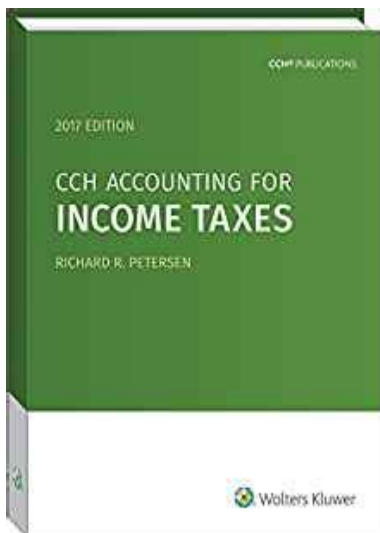 CCH® PUBLICATIONS
2017 EDITION
CCH ACCOUNTING FOR
INCOME TAXES
RICHARD R. PETERSEN
Wolters Kluwer